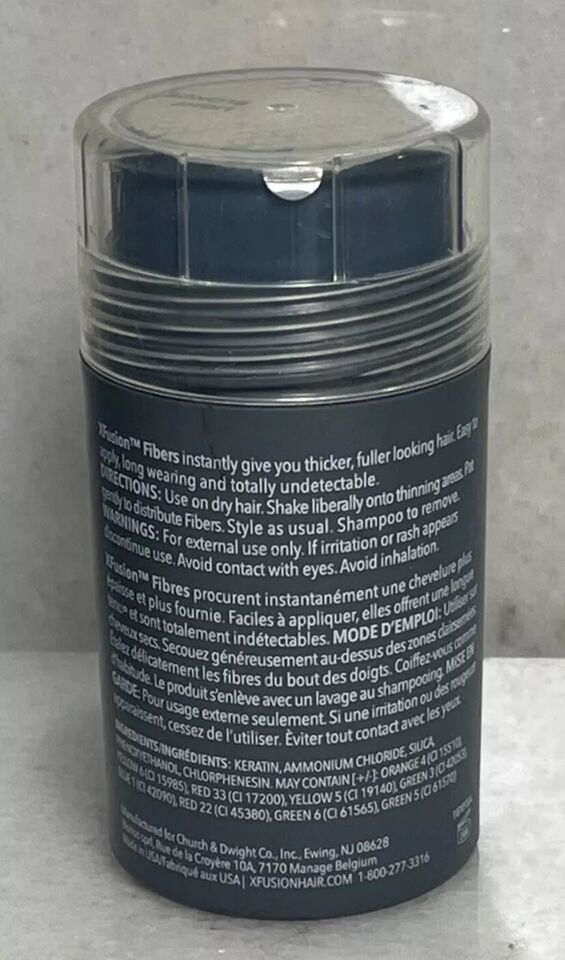 XFusion™ Fibers instantly give you thicker, fuller looking hair. Easy to
apply, long wearing and totally undetectable.
DIRECTIONS: Use on dry hair. Shake liberally onto thinning areas. Pat
gently to distribute Fibers. Style as usual. Shampoo to remove.
WARNINGS: For external use only. If irritation or rash appears
discontinue use. Avoid contact with eyes. Avoid inhalation.
XFusion™ Fibres procurent instantanément une chevelure plus
épaisse et plus fournie. Faciles à appliquer, elles offrent une longue
tenue et sont totalement indétectables. MODE D'EMPLOI: Utiliser sur
cheveux secs. Secouez généreusement au-dessus des zones clairsemées.
Étalez délicatement les fibres du bout des doigts. Coiffez-vous comme
d'habitude. Le produit s'enlève avec un lavage au shampooing. MISE EN
GARDE: Pour usage externe seulement. Si une irritation ou des rougeurs
apparaissent, cessez de l'utiliser. Éviter tout contact avec les yeux.
INGREDIENTS/INGRÉDIENTS: KERATIN, AMMONIUM CHLORIDE, SILICA,
PHENOXYETHANOL, CHLORPHENESIN. MAY CONTAIN [+/-]: ORANGE 4 (CI 15510),
YELLOW 6 (CI 15985), RED 33 (CI 17200), YELLOW 5 (CI 19140), GREEN 3 (CI 42053),
BLUE 1 (CI 42090), RED 22 (CI 45380), GREEN 6 (CI 61565), GREEN 5 (CI 61570)
Manufactured for Church & Dwight Co., Inc., Ewing, NJ 08628
sprl, Rue de la Croyère 10A, 7170 Manage Belgium
Made in USA/Fabriqué aux USA | XFUSIONHAIR.COM 1-800-277-3316